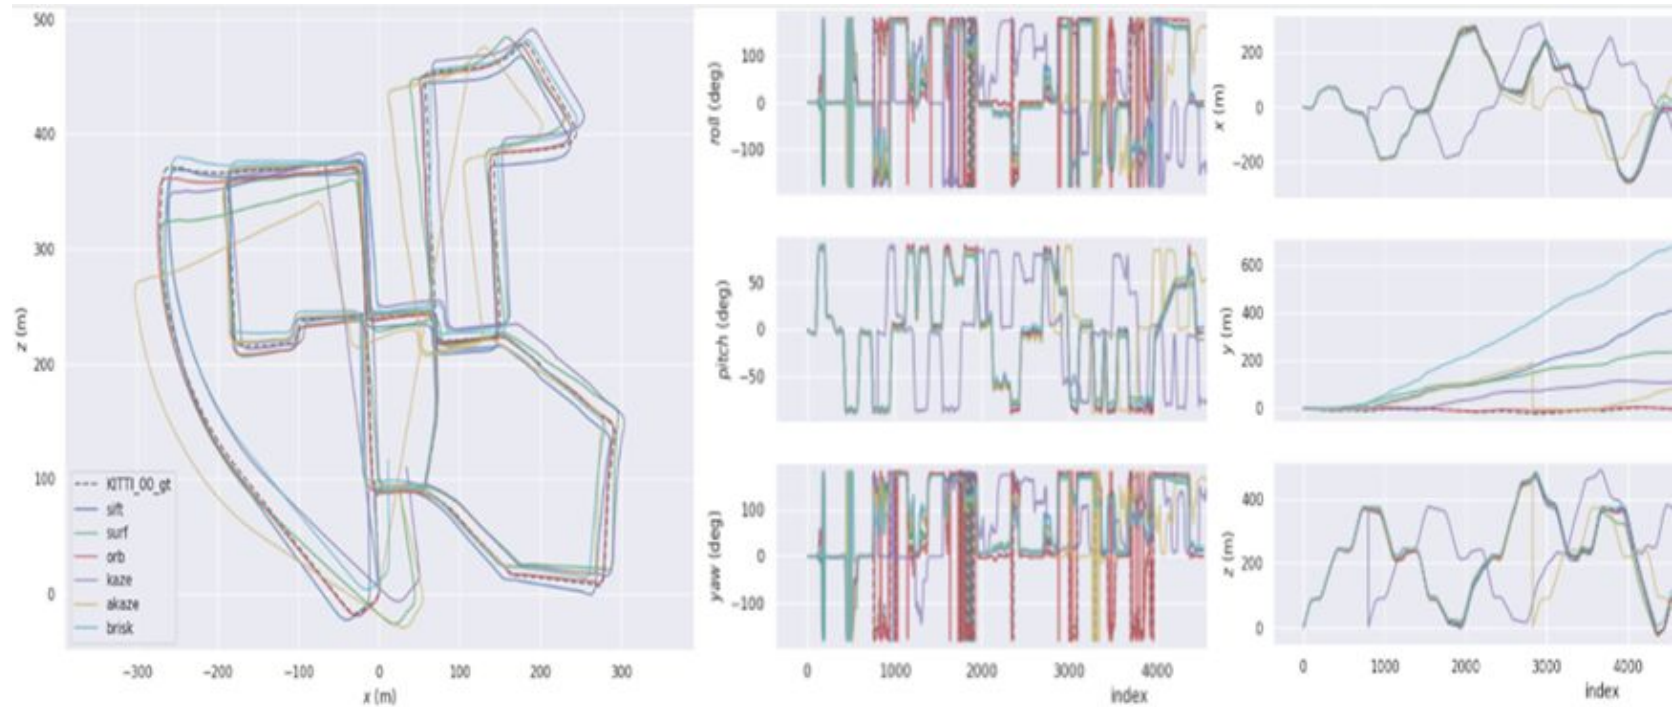 500
400
300
200
100
0
z (m)
−300
−200
−100
0
100
200
300
x (m)
KITTI_00_gt
sift
surf
orb
kaze
akaze
brisk
100
0
−100
roll (deg)
50
0
−50
pitch (deg)
100
0
−100
yaw (deg)
0
1000
2000
3000
4000
index
200
0
−200
x (m)
600
400
200
0
y (m)
400
200
0
z (m)
0
1000
2000
3000
4000
index